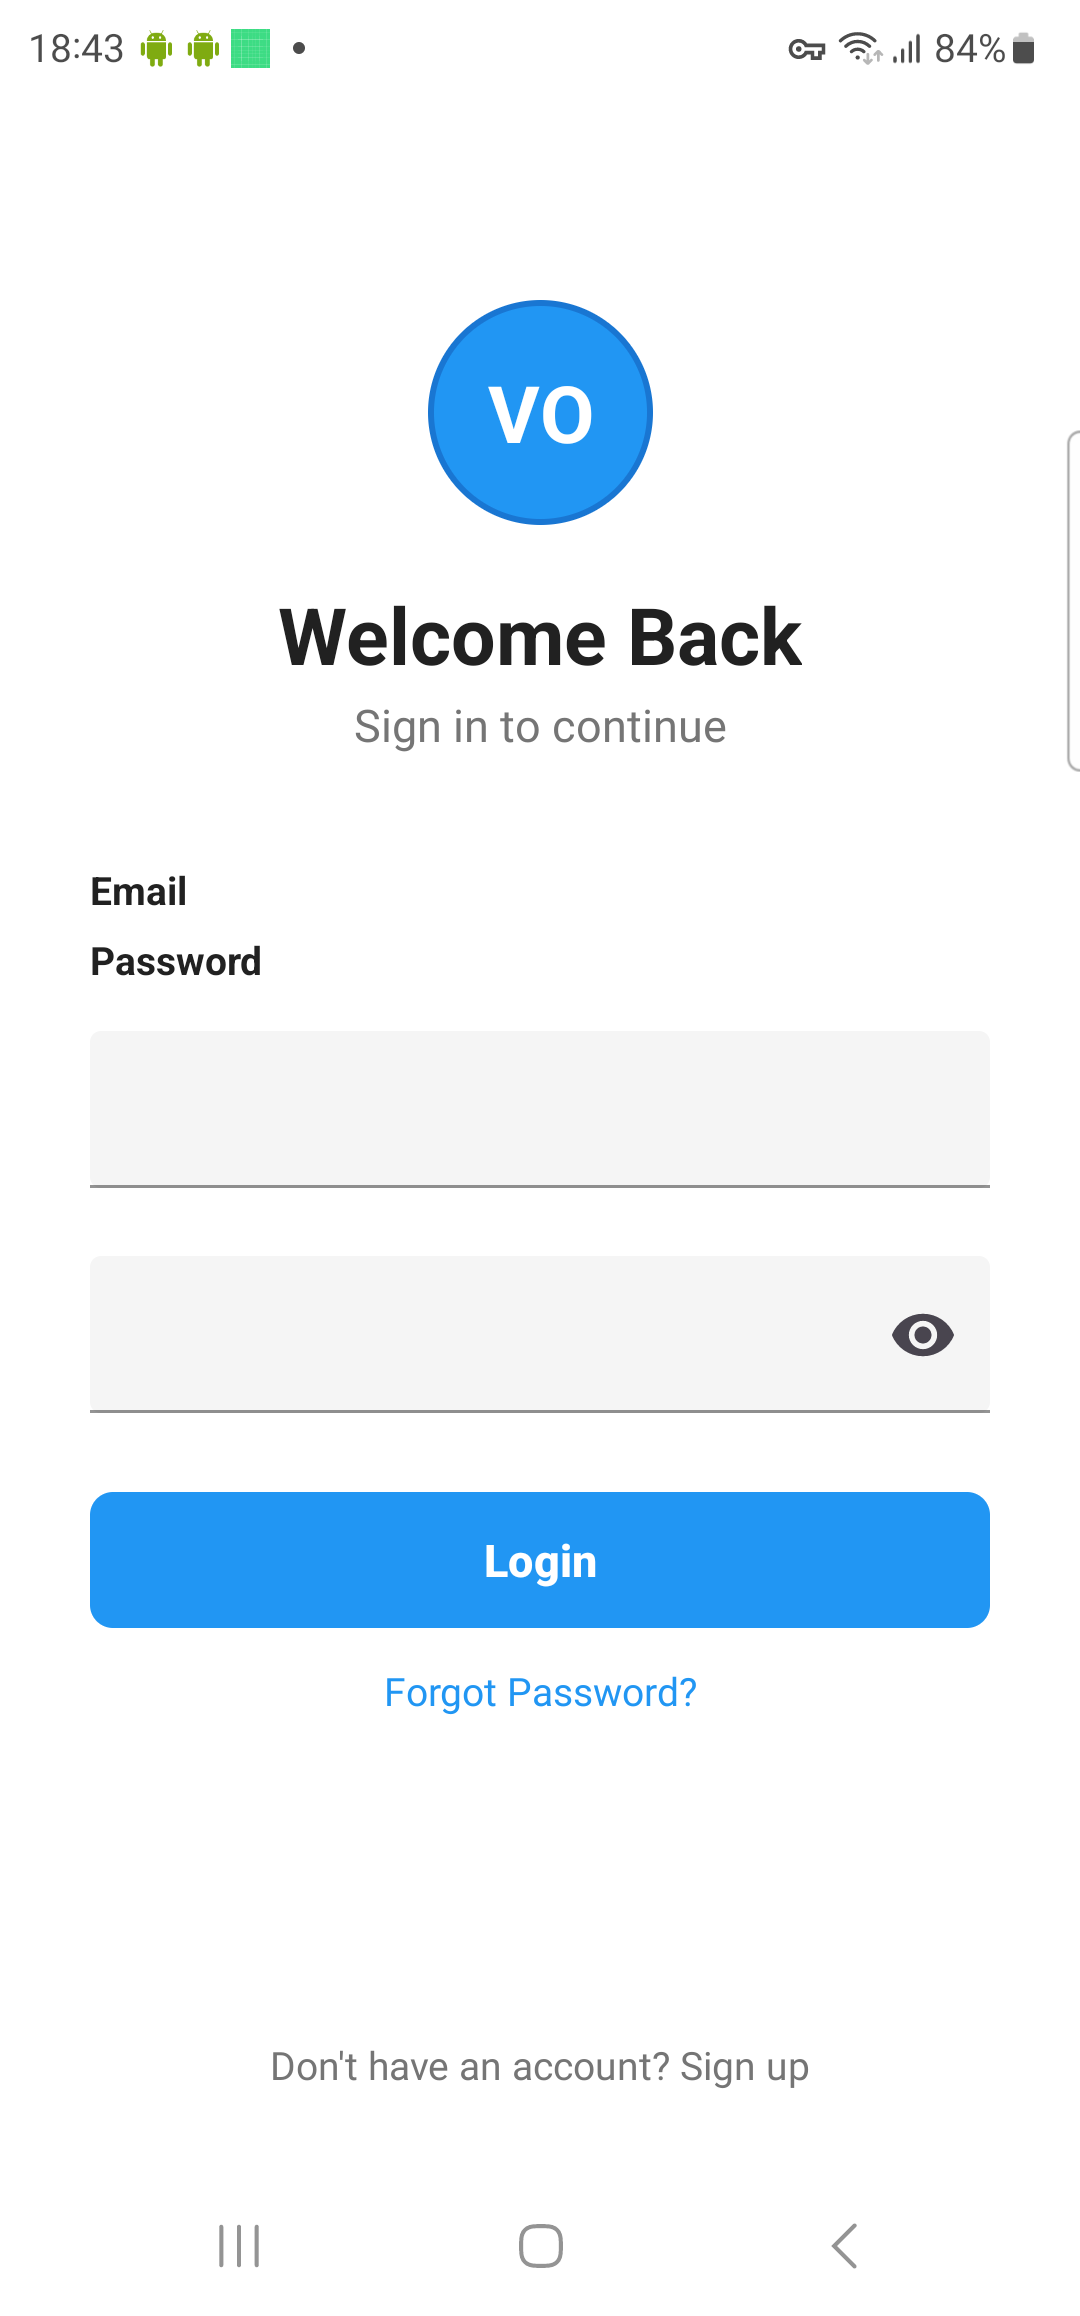 18:43
84%
VO
Welcome Back
Sign in to continue
Email
Password
Login
Forgot Password?
Don't have an account? Sign up